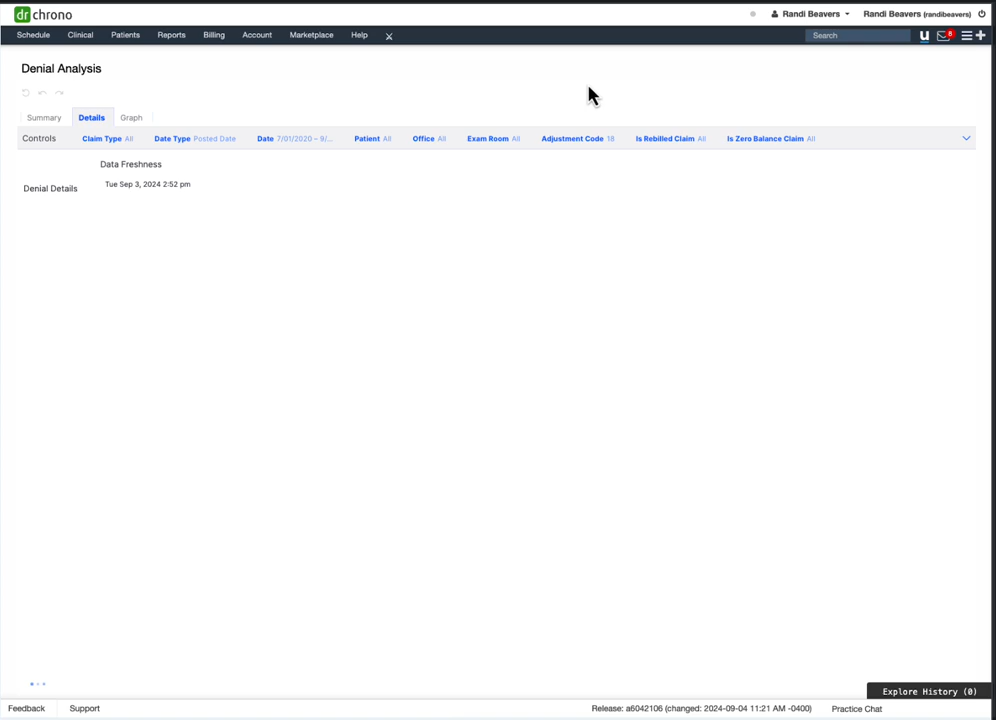 dr chrono
Randi Beavers
Randi Beavers (randibeavers)
Schedule Clinical Patients Reports Billing Account Marketplace Help
Search
u
8
Denial Analysis
Summary Details Graph
Controls Claim Type All Date Type Posted Date Date 7/01/2020 – 9/... Patient All Office All Exam Room All Adjustment Code 18 Is Rebilled Claim All Is Zero Balance Claim All
Data Freshness
Tue Sep 3, 2024 2:52 pm
Denial Details
Explore History (0)
Feedback Support Release: a6042106 (changed: 2024-09-04 11:21 AM -0400) Practice Chat